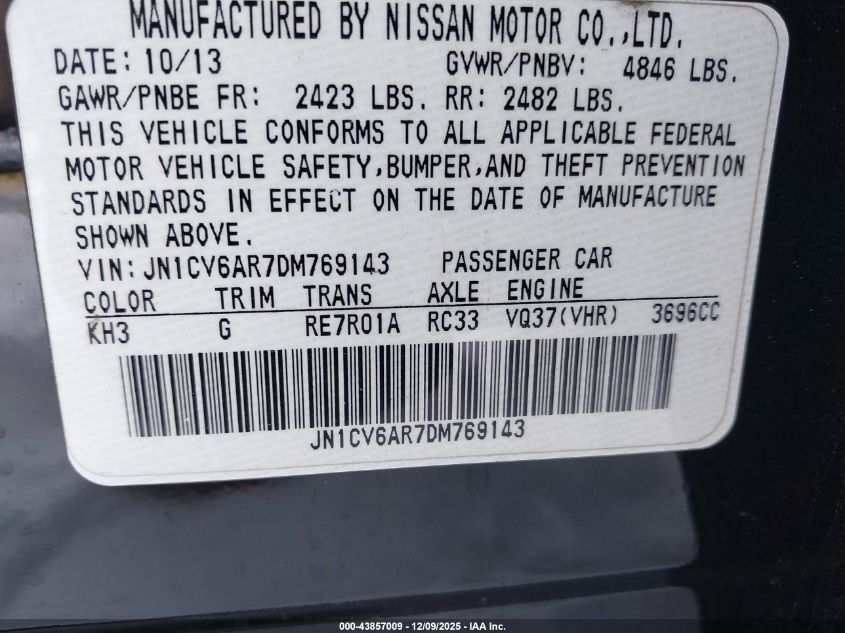 MANUFACTURED BY NISSAN MOTOR CO.,LTD.
DATE: 10/13 GVWR/PNBV: 4846 LBS.
GAWR/PNBE FR: 2423 LBS. RR: 2482 LBS.
THIS VEHICLE CONFORMS TO ALL APPLICABLE FEDERAL
MOTOR VEHICLE SAFETY,BUMPER,AND THEFT PREVENTION
STANDARDS IN EFFECT ON THE DATE OF MANUFACTURE
SHOWN ABOVE.
VIN: JN1CV6AR7DM769143 PASSENGER CAR
COLOR TRIM TRANS AXLE ENGINE
KH3 G RE7R01A RC33 VQ37(VHR) 3696CC
JN1CV6AR7DM769143
000-43857009 - 12/09/2025 - IAA Inc.